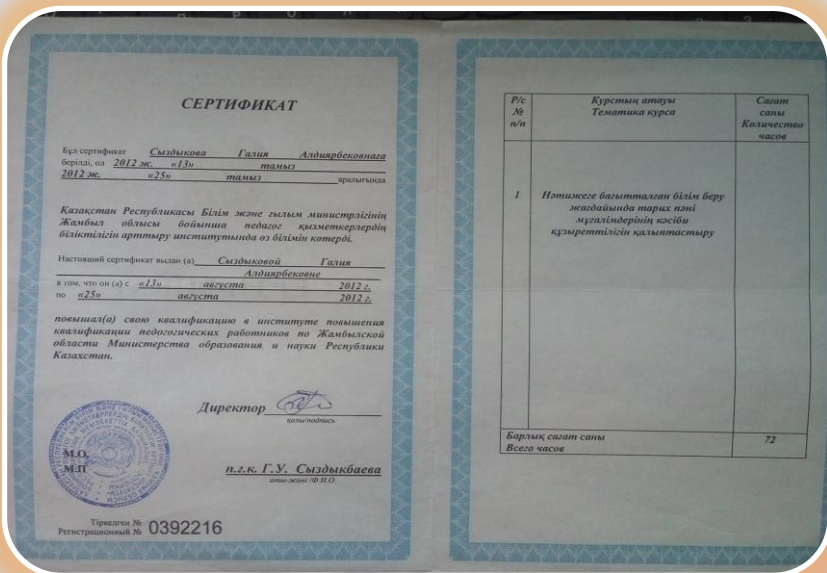 СЕРТИФИКАТ
Бұл сертификат Сыздыкова Галия Алдиярбековнаға
берілді, ол 2012 ж. «13» тамыз
2012 ж. «25» тамыз аралығында
Қазақстан Республикасы Білім және ғылым министрлігінің
Жамбыл облысы бойынша педагог қызметкерлердің
біліктілігін арттыру институтында өз білімін көтерді.
Настоящий сертификат выдан (а) Сыздыковой Галия
Алдиярбековне
в том, что он (а) с «13» августа 2012 г.
по «25» августа 2012 г.
повышал(а) свою квалификацию в институте повышения
квалификации педогогических работников по Жамбылской
области Министерства образования и науки Республики
Казахстан.
Директор
қолы/подпись
М.О.
М.П
п.г.к. Г.У. Сыздыкбаева
аты-жөні /Ф.И.О.
Тіркелген №
Регистрационный № 0392216
Р/с № п/п
Курстың атауы
Тематика курса
Сағат саны
Количество часов
1 Нәтижеге бағытталған білім беру
жағдайында тарих пәні
мұғалімдерінің кәсіби
құзыреттілігін қалыптастыру
Барлық сағат саны
Всего часов
72